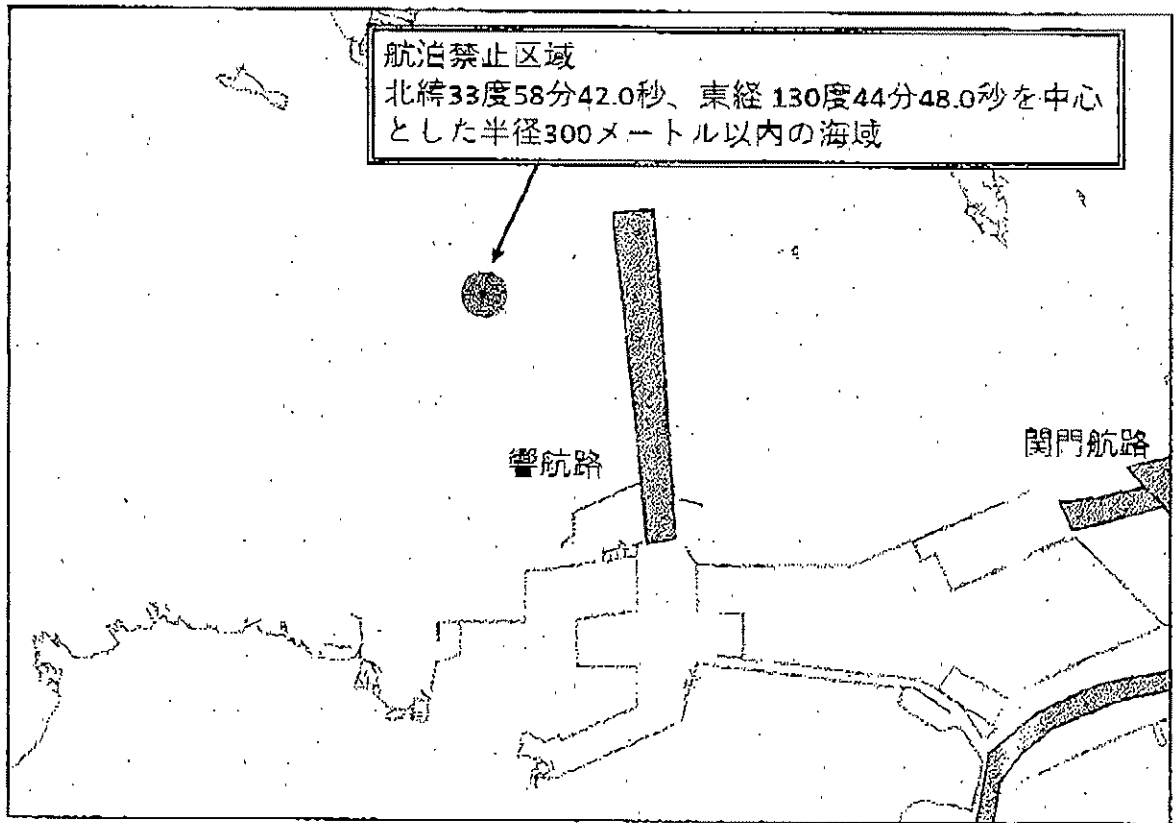 航泊禁止区域
北緯33度58分42.0秒、東経 130度44分48.0秒を中心
とした半径300メートル以内の海域
響航路
関門航路